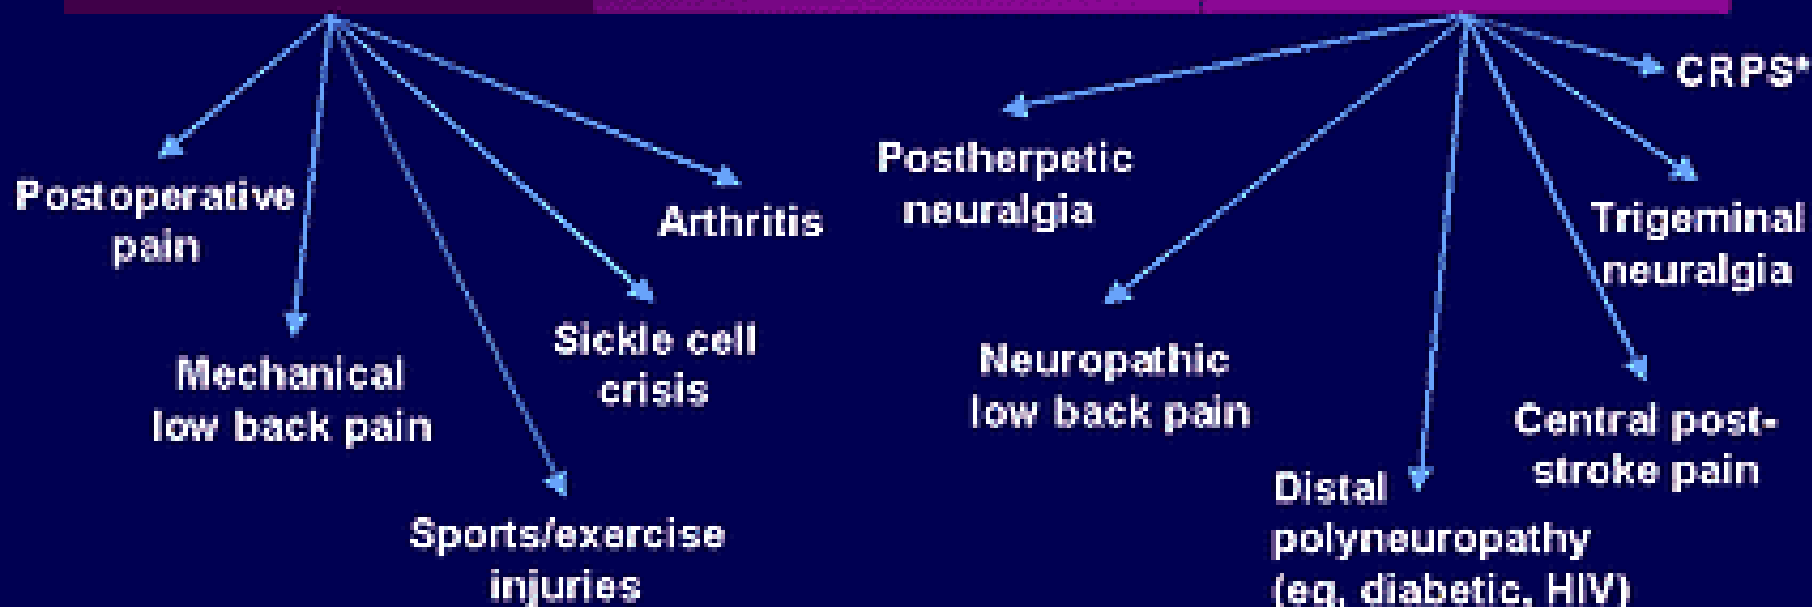 Postoperative
pain
Mechanical
low back pain
Sports/exercise
injuries
Sickle cell
crisis
Arthritis
Postherpetic
neuralgia
Neuropathic
low back pain
Distal
polyneuropathy
(eg, diabetic, HIV)
Central post-
stroke pain
Trigeminal
neuralgia
CRPS*